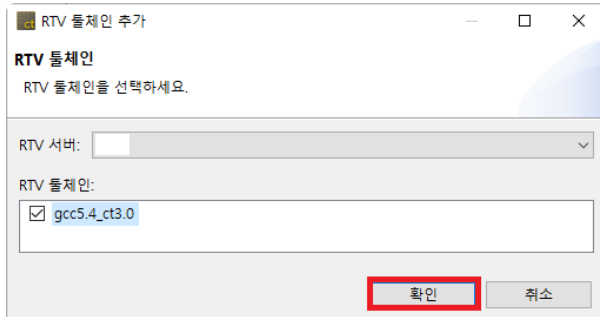 ct RTV 툴체인 추가
RTV 툴체인
RTV 툴체인을 선택하세요.
RTV 서버:
RTV 툴체인:
gcc5.4_ct3.0
확인 취소